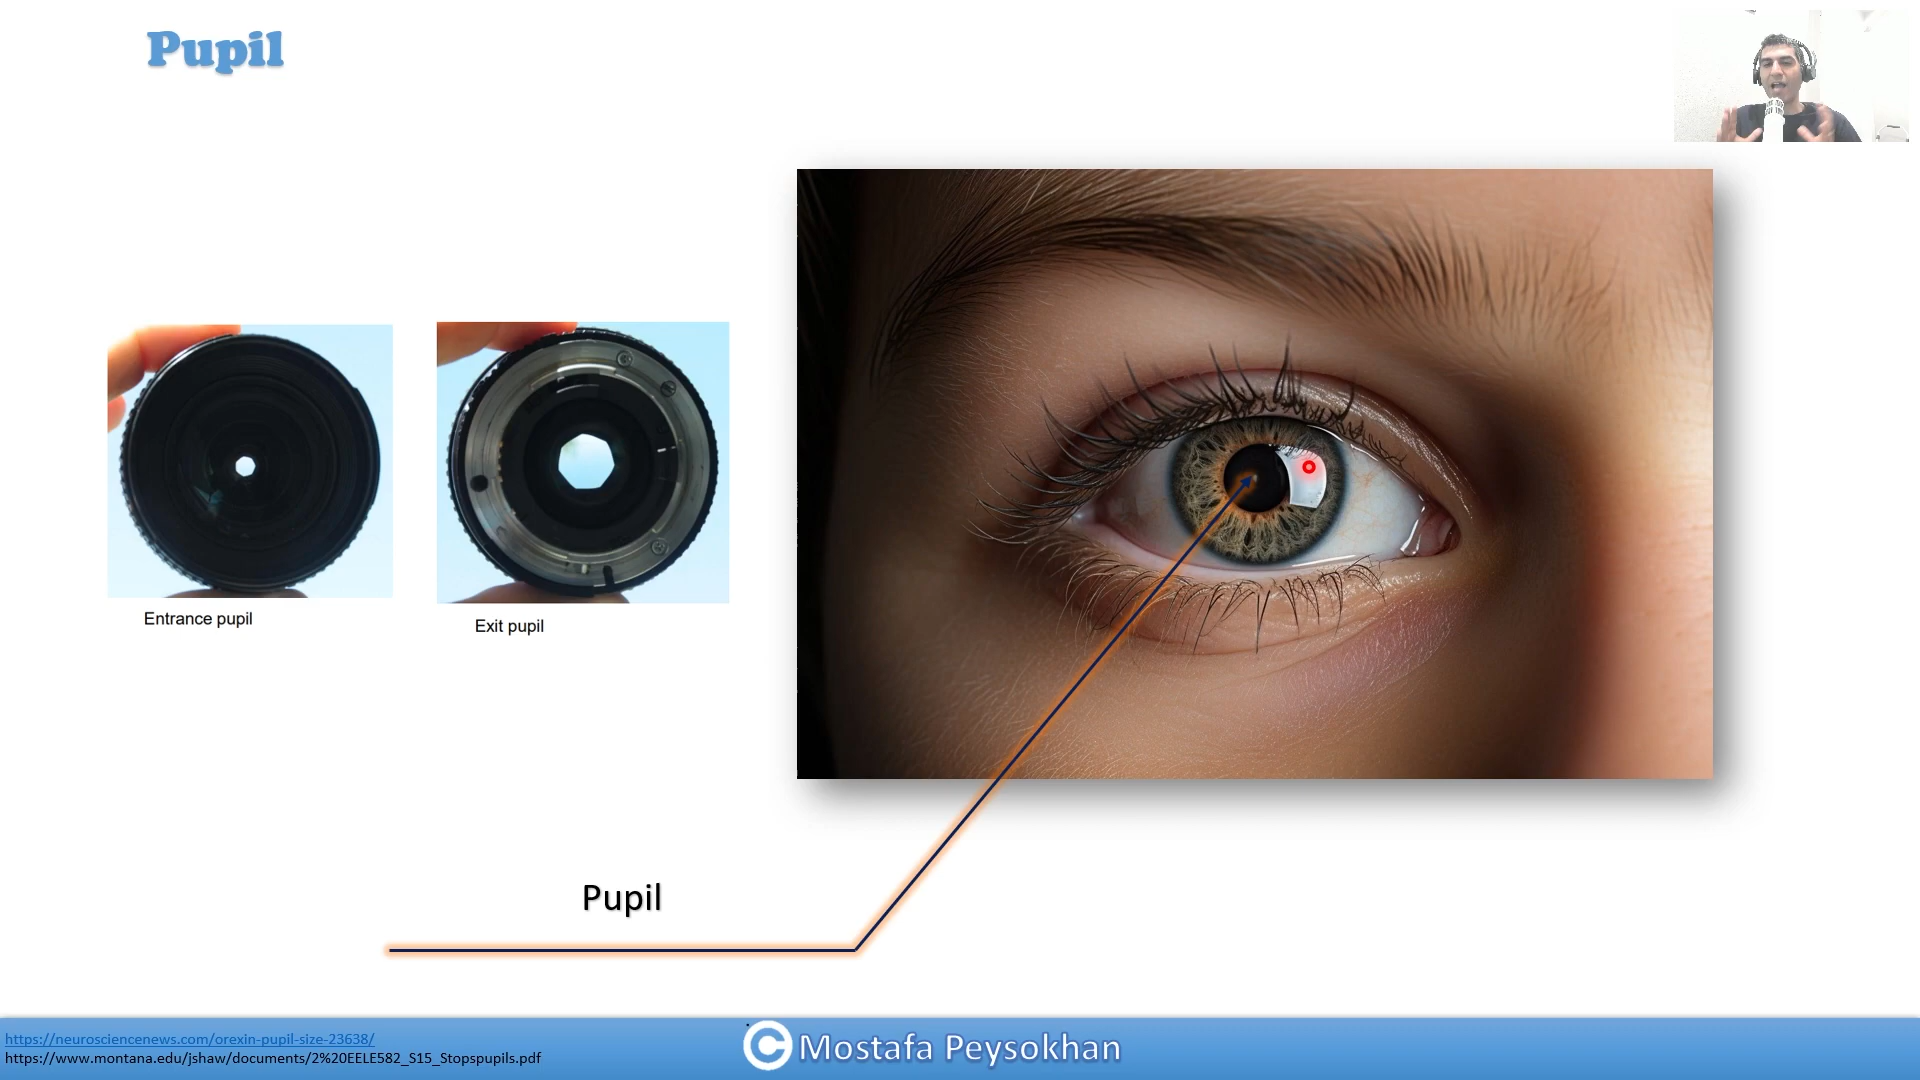 Pupil
Entrance pupil
Exit pupil
Pupil
https://neurosciencenews.com/orexin-pupil-size-23638/
https://www.montana.edu/jshaw/documents/2%20EELE582_S15_Stopspupils.pdf
© Mostafa Peysokhan